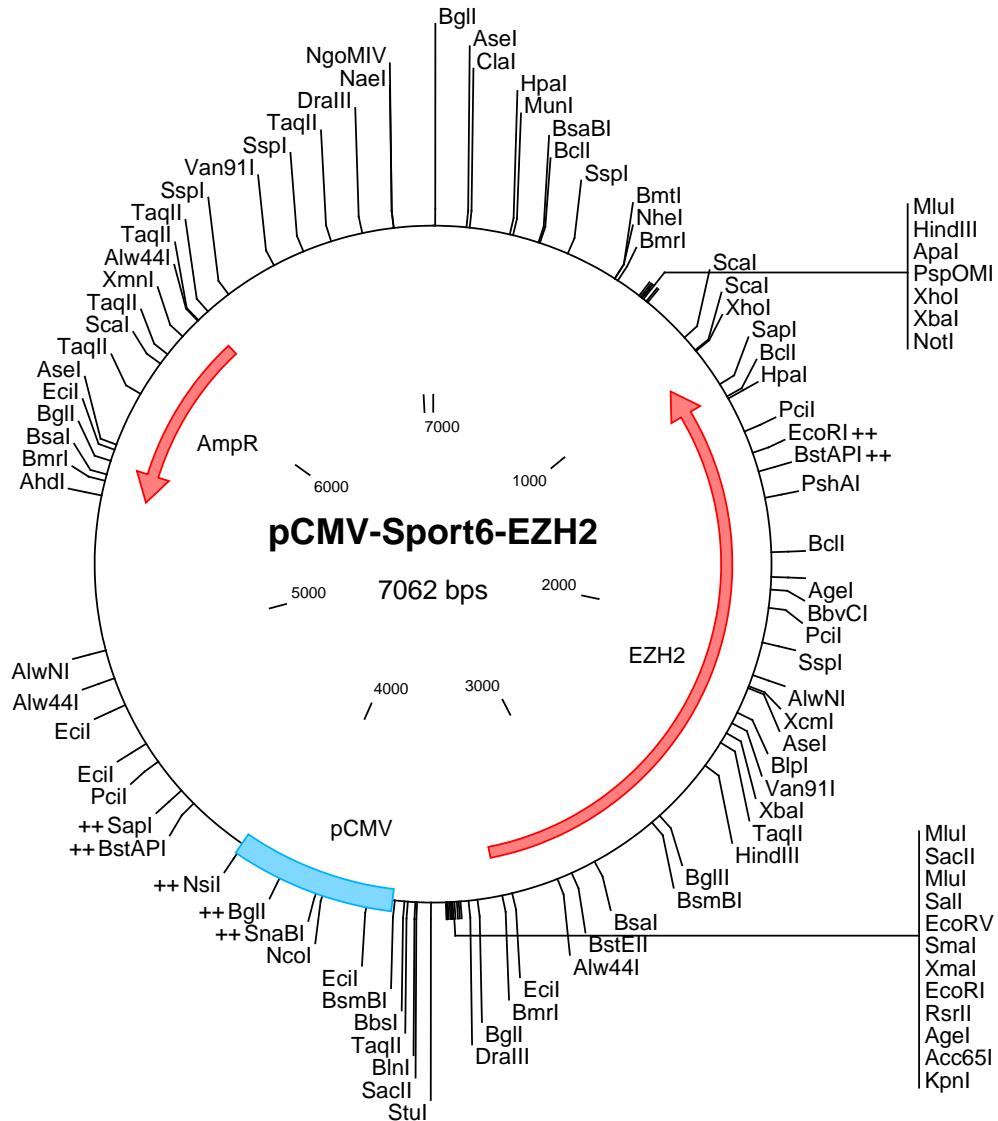 BglI
AseI
ClaI
HpaI
MunI
BsaBI
BclI
SspI
BmtI
NheI
BmrI
ScaI
ScaI
XhoI
SapI
BclI
HpaI
PciI
EcoRI ++
BstAPI ++
PshAI
BclI
AgeI
BbvCI
PciI
SspI
AlwNI
XcmI
AseI
BlpI
Van91I
XbaI
TaqII
HindIII
BglII
BsmBI
BsaI
BstEII
Alw44I
EciI
BmrI
BglI
DraIII
StuI
SacII
BlnI
TaqII
BbsI
BsmBI
EciI
NcoI
++ SnaBI
++ BglI
++ NsiI
++ BstAPI
++ SapI
PciI
EciI
EciI
Alw44I
AlwNI
AhdI
BmrI
BsaI
BglI
EciI
AseI
TaqII
ScaI
TaqII
XmnI
Alw44I
TaqII
TaqII
SspI
Van91I
SspI
TaqII
DraIII
NaeI
NgoMIV
MluI
HindIII
ApaI
PspOMI
XhoI
XbaI
NotI
MluI
SacII
MluI
SalI
EcoRV
SmaI
XmaI
EcoRI
RsrII
AgeI
Acc65I
KpnI
AmpR
EZH2
pCMV
7000
1000
2000
3000
4000
5000
6000
pCMV-Sport6-EZH2
7062 bps